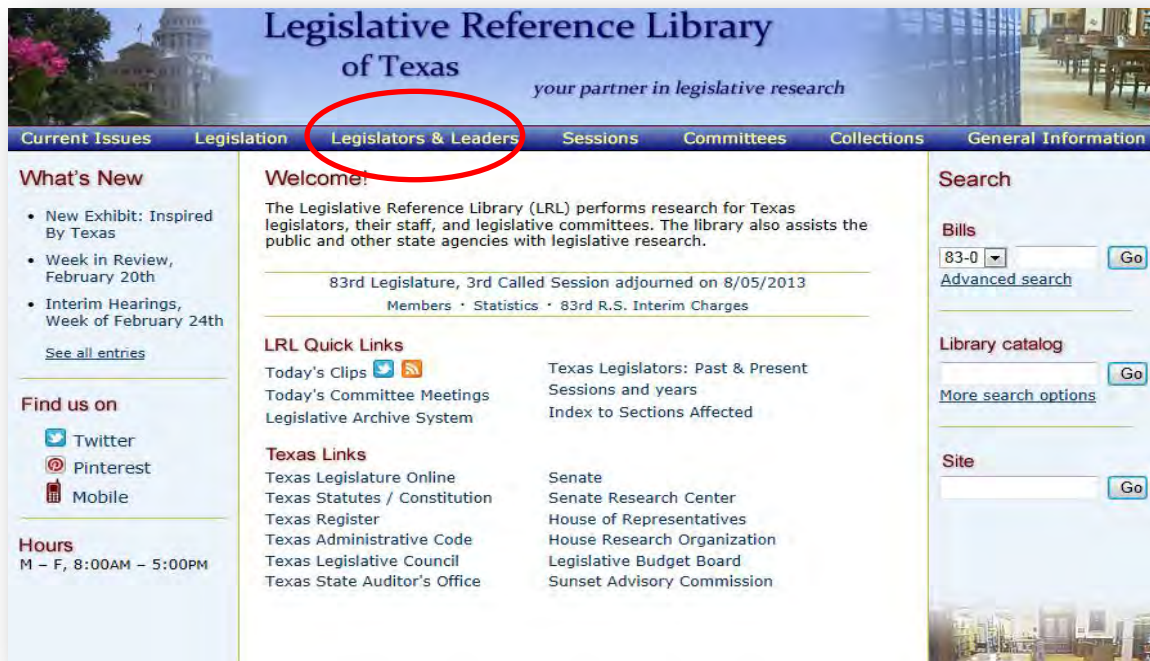 Legislative Reference Library
of Texas
your partner in legislative research
Current Issues Legislation Legislators & Leaders Sessions Committees Collections General Information
What's New
• New Exhibit: Inspired
By Texas
• Week in Review,
February 20th
• Interim Hearings,
Week of February 24th
See all entries
Find us on
Twitter
Pinterest
Mobile
Hours
M – F, 8:00AM – 5:00PM
Welcome!
The Legislative Reference Library (LRL) performs research for Texas
legislators, their staff, and legislative committees. The library also assists the
public and other state agencies with legislative research.
83rd Legislature, 3rd Called Session adjourned on 8/05/2013
Members · Statistics · 83rd R.S. Interim Charges
LRL Quick Links
Today's Clips
Today's Committee Meetings
Legislative Archive System
Texas Legislators: Past & Present
Sessions and years
Index to Sections Affected
Texas Links
Texas Legislature Online
Texas Statutes / Constitution
Texas Register
Texas Administrative Code
Texas Legislative Council
Texas State Auditor's Office
Senate
Senate Research Center
House of Representatives
House Research Organization
Legislative Budget Board
Sunset Advisory Commission
Search
Bills
83-0 Go
Advanced search
Library catalog
Go
More search options
Site
Go